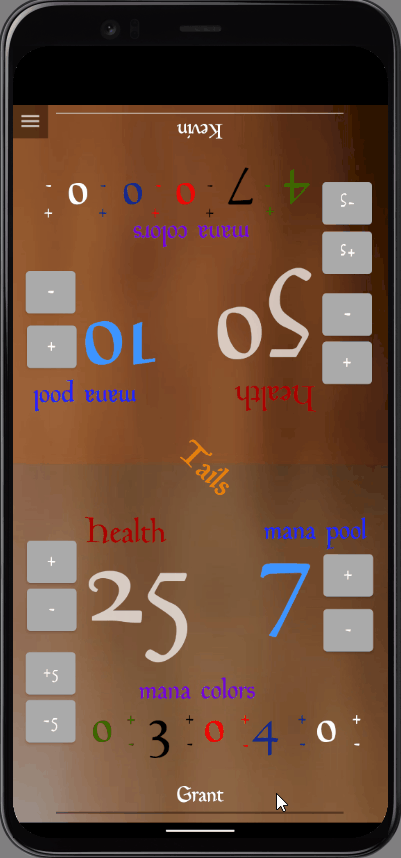 Kevin
4 + - 7 + - 0 + - 0 + - 0 + -
mana colors
-5
+5
50
-
+
Health
10
-
+
mana pool
Tails
Health
mana pool
+
-
25
7
+
-
+5
-5
mana colors
0 + - 3 + - 0 + - 4 + - 0 + -
Grant